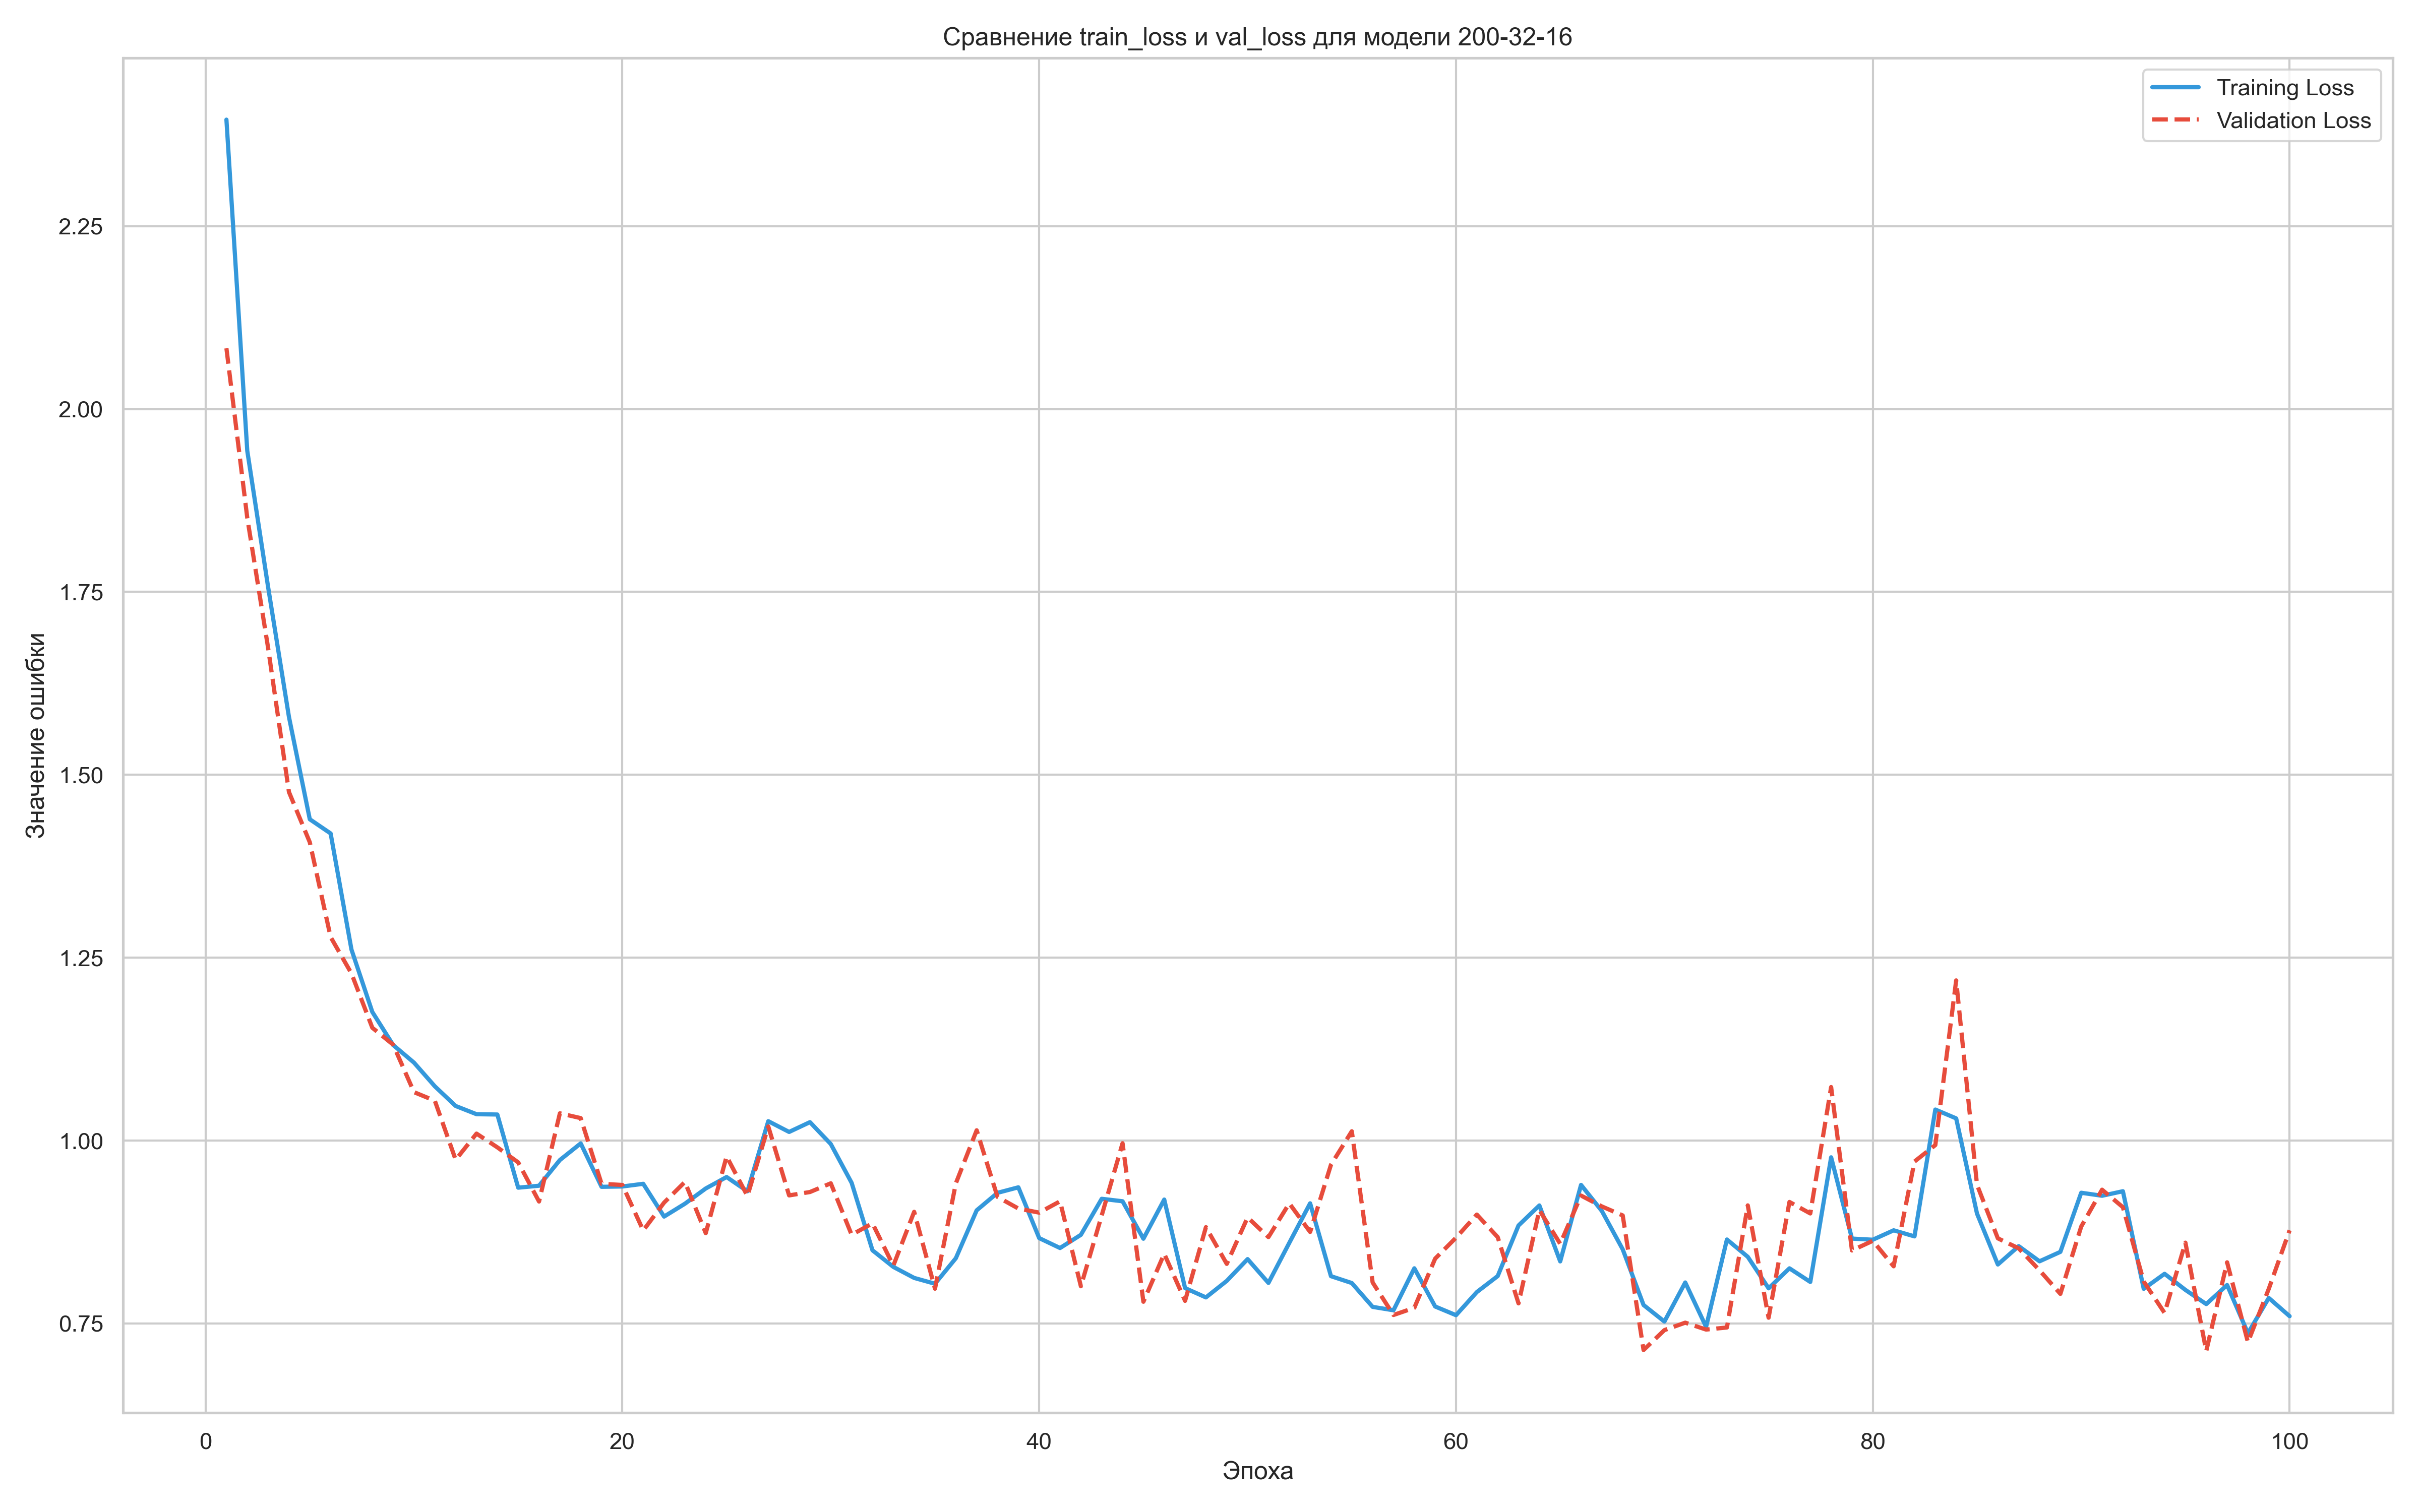 Сравнение train_loss и val_loss для модели 200-32-16
Training Loss
Validation Loss
2.25
2.00
1.75
1.50
1.25
1.00
0.75
Значение ошибки
0 20 40 60 80 100
Эпоха